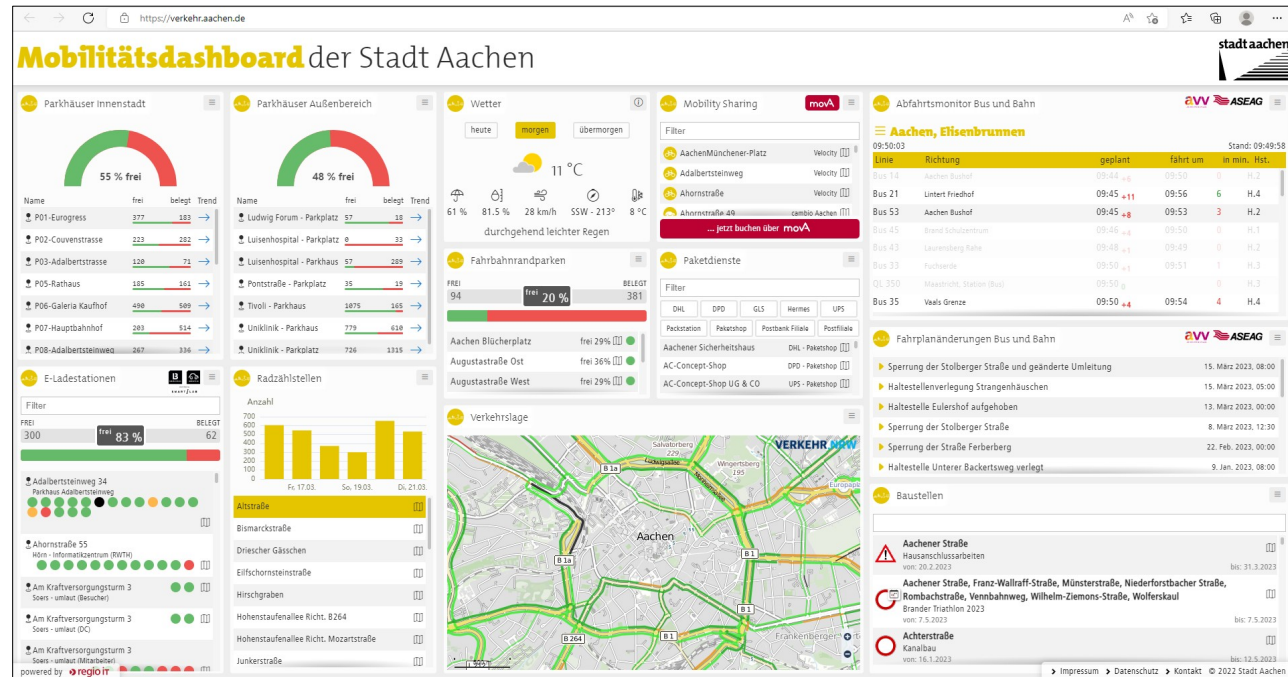 https://verkehr.aachen.de
Mobilitätsdashboard der Stadt Aachen
stadt aachen
Parkhäuser Innenstadt
55 % frei
Name frei belegt Trend
P01-Eurogress 377 183
P02-Couvenstrasse 223 282
P03-Adalbertstrasse 120 71
P05-Rathaus 185 161
P06-Galeria Kaufhof 490 509
P07-Hauptbahnhof 203 514
P08-Adalbertsteinweg 267 336
Parkhäuser Außenbereich
48 % frei
Name frei belegt Trend
Ludwig Forum - Parkplatz 57 18
Luisenhospital - Parkplatz 0 33
Luisenhospital - Parkhaus 57 289
Pontstraße - Parkplatz 35 19
Tivoli - Parkhaus 1075 165
Uniklinik - Parkhaus 779 610
Uniklinik - Parkplatz 726 1315
Wetter
heute morgen übermorgen
11 °C
61 % 81.5 % 28 km/h SSW - 213° 8 °C
durchgehend leichter Regen
Mobility Sharing movA
Filter
AachenMünchener-Platz Velocity
Adalbertsteinweg Velocity
Ahornstraße Velocity
Ahornstraße 49 cambio Aachen
... jetzt buchen über movA
Abfahrtsmonitor Bus und Bahn avv ASEAG
Aachen, Elisenbrunnen
09:50:03 Stand: 09:49:58
Linie Richtung geplant fährt um in min. Hst.
Bus 14 Aachen Bushof 09:44 +6 09:50 0 H.2
Bus 21 Lintert Friedhof 09:45 +11 09:56 6 H.4
Bus 53 Aachen Bushof 09:45 +8 09:53 3 H.2
Bus 45 Brand Schulzentrum 09:46 +4 09:50 0 H.1
Bus 43 Laurensberg Rahe 09:48 +1 09:49 0 H.2
Bus 33 Fuchserde 09:50 +1 09:51 1 H.3
QL 350 Maastricht, Station (Bus) 09:50 0 H.3
Bus 35 Vaals Grenze 09:50 +4 09:54 4 H.4
Fahrbahnrandparken
FREI BELEGT
94 frei 20 % 381
Aachen Blücherplatz frei 29%
Augustastraße Ost frei 36%
Augustastraße West frei 29%
Paketdienste
Filter
DHL DPD GLS Hermes UPS
Packstation Paketshop Postbank Filiale Postfiliale
Aachener Sicherheitshaus DHL - Paketshop
AC-Concept-Shop DPD - Paketshop
AC-Concept-Shop UG & CO UPS - Paketshop
Fahrplanänderungen Bus und Bahn avv ASEAG
Sperrung der Stolberger Straße und geänderte Umleitung 15. März 2023, 08:00
Haltestellenverlegung Strangenhäuschen 15. März 2023, 05:00
Haltestelle Eulershof aufgehoben 13. März 2023, 00:00
Sperrung der Stolberger Straße 8. März 2023, 12:30
Sperrung der Straße Ferberberg 22. Feb. 2023, 00:00
Haltestelle Unterer Backertsweg verlegt 9. Jan. 2023, 08:00
E-Ladestationen
Filter
FREI BELEGT
300 frei 83 % 62
Adalbertsteinweg 34
Parkhaus Adalbertsteinweg
Ahornstraße 55
Hörn - Informatikzentrum (RWTH)
Am Kraftversorgungsturm 3
Soers - umlaut (Besucher)
Am Kraftversorgungsturm 3
Soers - umlaut (DC)
Am Kraftversorgungsturm 3
Soers - umlaut (Mitarbeiter)
powered by regio iT
Radzählstellen
Anzahl
700
600
500
400
300
200
100
0
Fr, 17.03. So, 19.03. Di, 21.03.
Altstraße
Bismarckstraße
Driescher Gässchen
Eilfschornsteinstraße
Hirschgraben
Hohenstaufenallee Richt. B264
Hohenstaufenallee Richt. Mozartstraße
Junkerstraße
Verkehrslage
VERKEHR.NRW
Salvatorberg
229
Ludwigsallee
Wingertsberg
195
B 1a
Monheimsallee
Europapl
Aachen
B 1
B 1a
B 1
B 264
B 1
Frankenberger
Baustellen
Aachener Straße
Hausanschlussarbeiten
von: 20.2.2023 bis: 31.3.2023
Aachener Straße, Franz-Wallraff-Straße, Münsterstraße, Niederforstbacher Straße,
Rombachstraße, Vennbahnweg, Wilhelm-Ziemons-Straße, Wolferskaul
Brander Triathlon 2023
von: 7.5.2023 bis: 7.5.2023
Achterstraße
Kanalbau
von: 16.1.2023 bis: 12.5.2023
Impressum Datenschutz Kontakt © 2022 Stadt Aachen